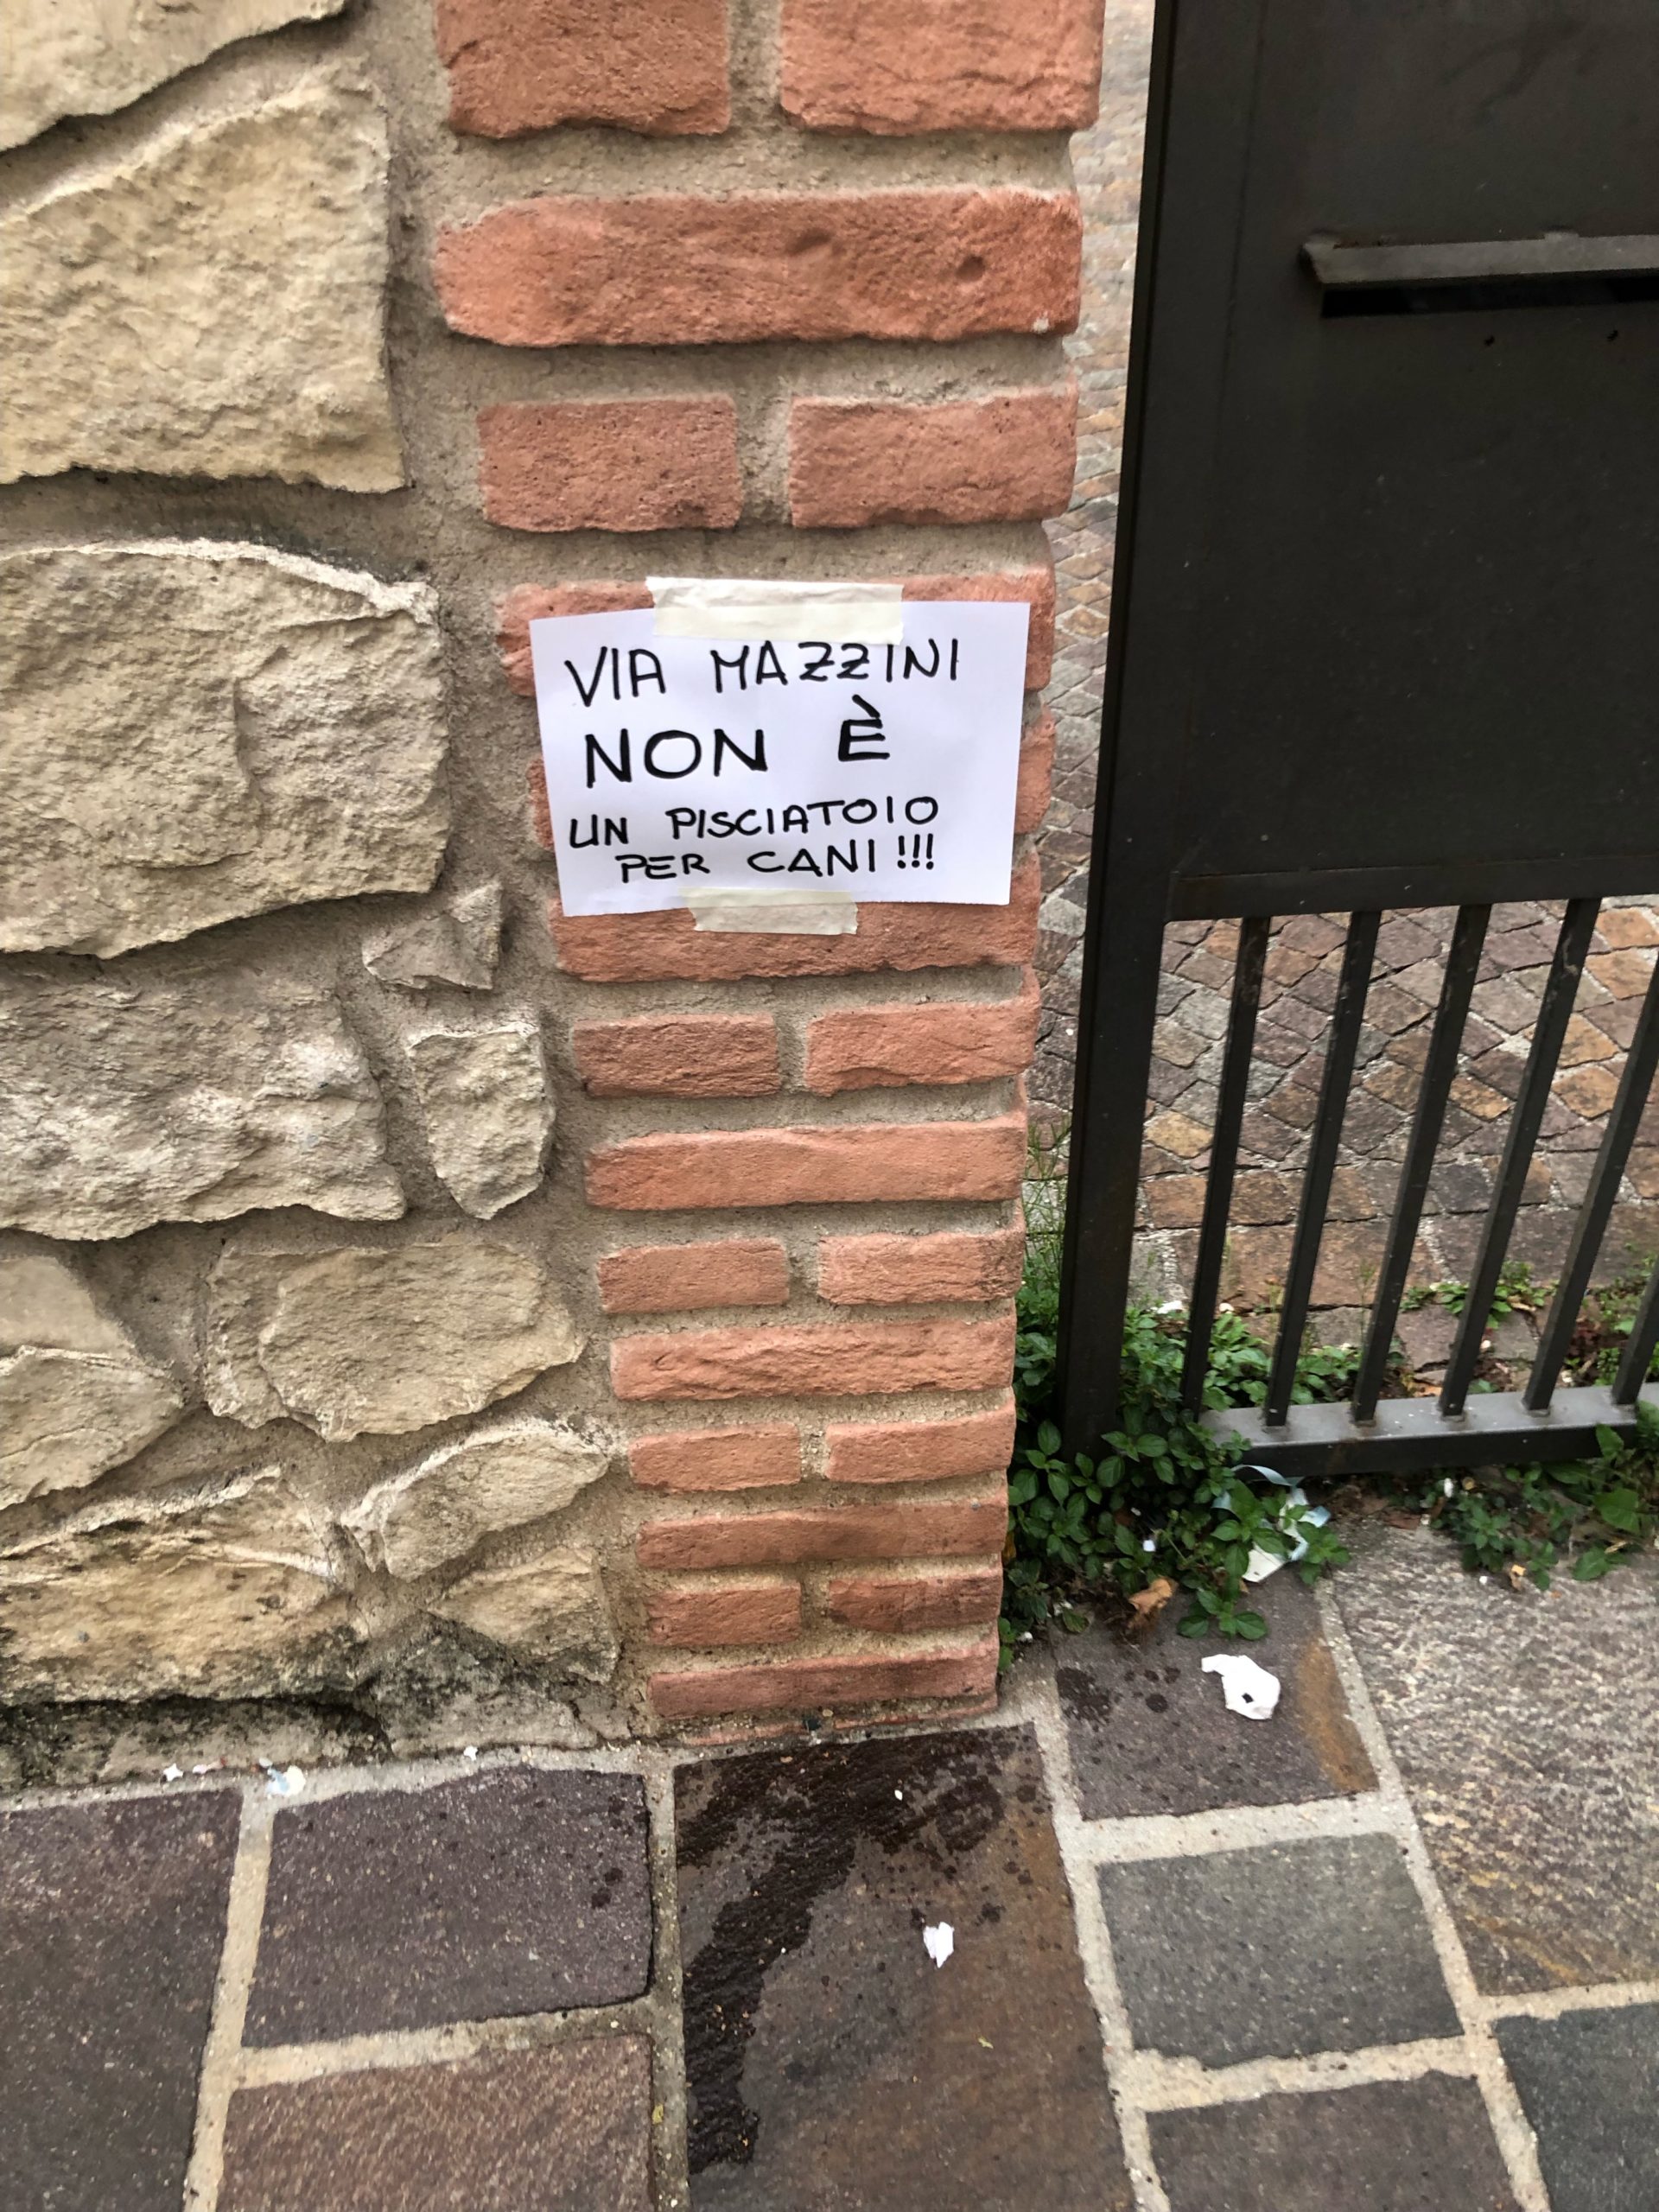 VIA MAZZINI
NON È
UN PISCIATOIO
PER CANI!!!